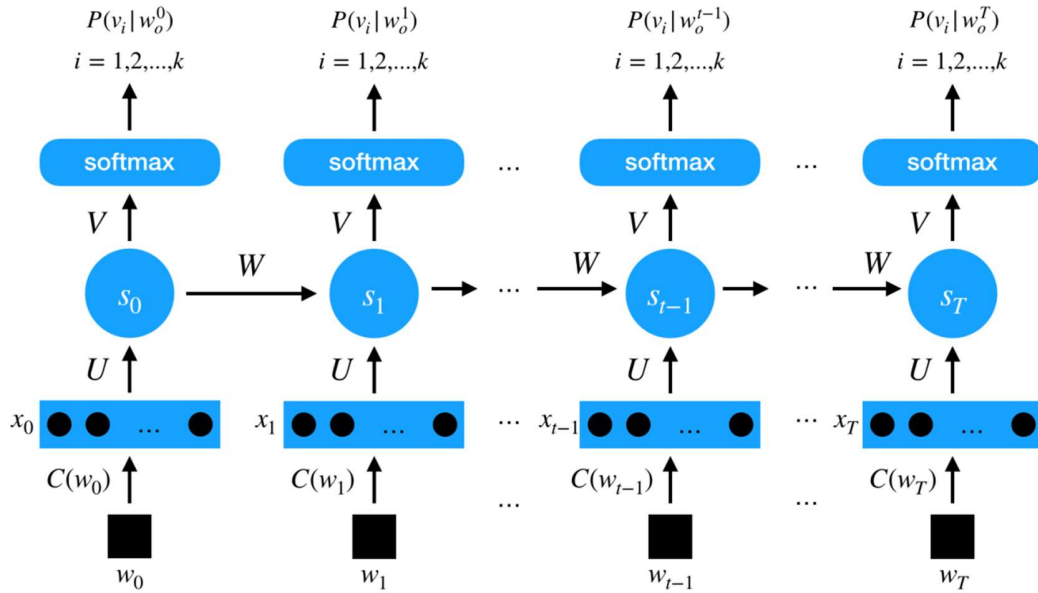 P(v_i | w_o^0) P(v_i | w_o^1) P(v_i | w_o^{t−1}) P(v_i | w_o^T)
i = 1,2,...,k i = 1,2,...,k i = 1,2,...,k i = 1,2,...,k
softmax softmax ... softmax ... softmax
V V V V
W W W
s_0 s_1 ... s_{t−1} ... s_T
U U U U
x_0 ... x_1 ... ... x_{t−1} ... ... x_T ...
C(w_0) C(w_1) C(w_{t−1}) C(w_T)
... ...
w_0 w_1 w_{t−1} w_T